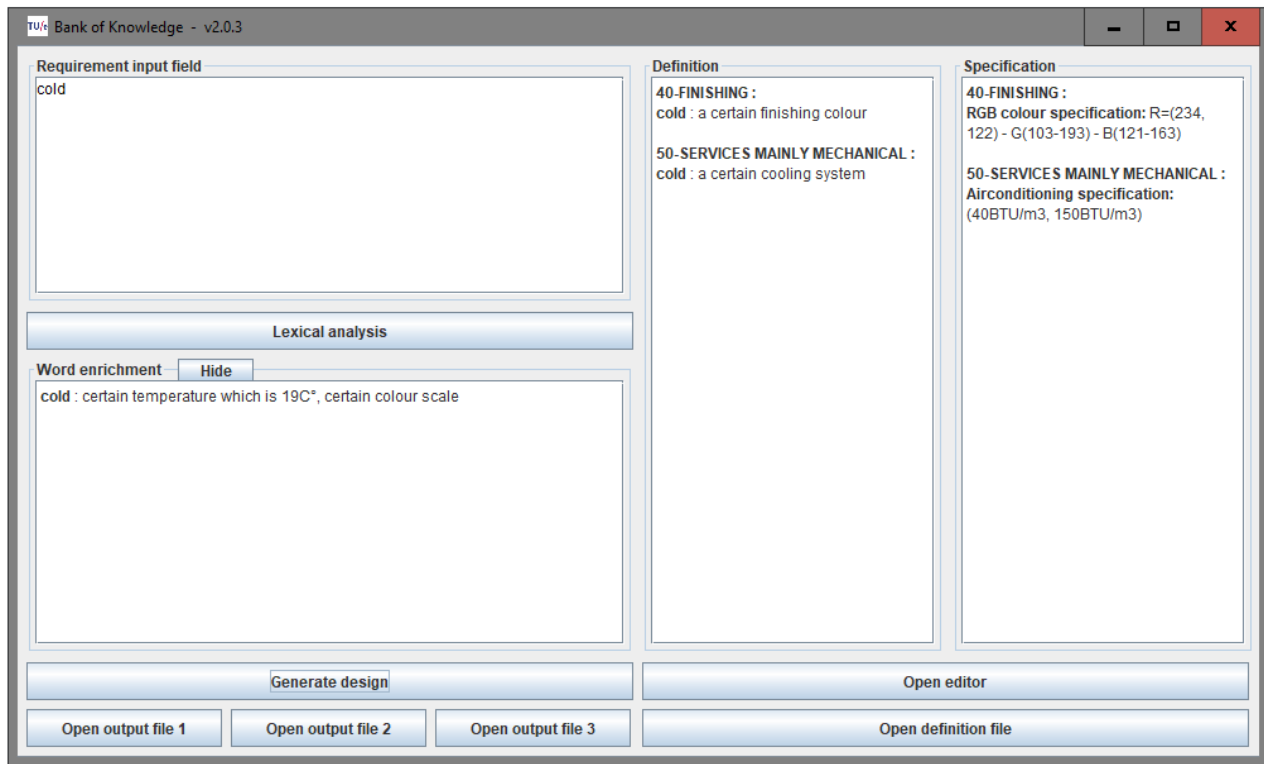 TU/e Bank of Knowledge - v2.0.3
X
Requirement input field
cold
Lexical analysis
Word enrichment
Hide
cold : certain temperature which is 19C°, certain colour scale
Generate design
Open output file 1
Open output file 2
Open output file 3
Definition
40-FINISHING :
cold : a certain finishing colour
50-SERVICES MAINLY MECHANICAL :
cold : a certain cooling system
Specification
40-FINISHING :
RGB colour specification: R=(234,
122) - G(103-193) - B(121-163)
50-SERVICES MAINLY MECHANICAL :
Airconditioning specification:
(40BTU/m3, 150BTU/m3)
Open editor
Open definition file